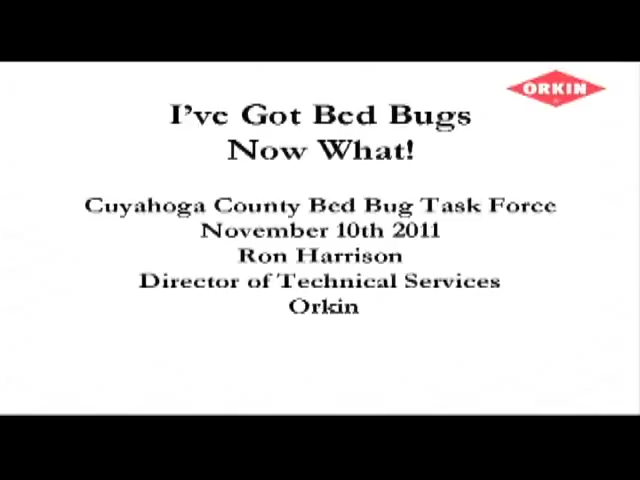 ORKIN
I've Got Bed Bugs
Now What!
Cuyahoga County Bed Bug Task Force
November 10th 2011
Ron Harrison
Director of Technical Services
Orkin